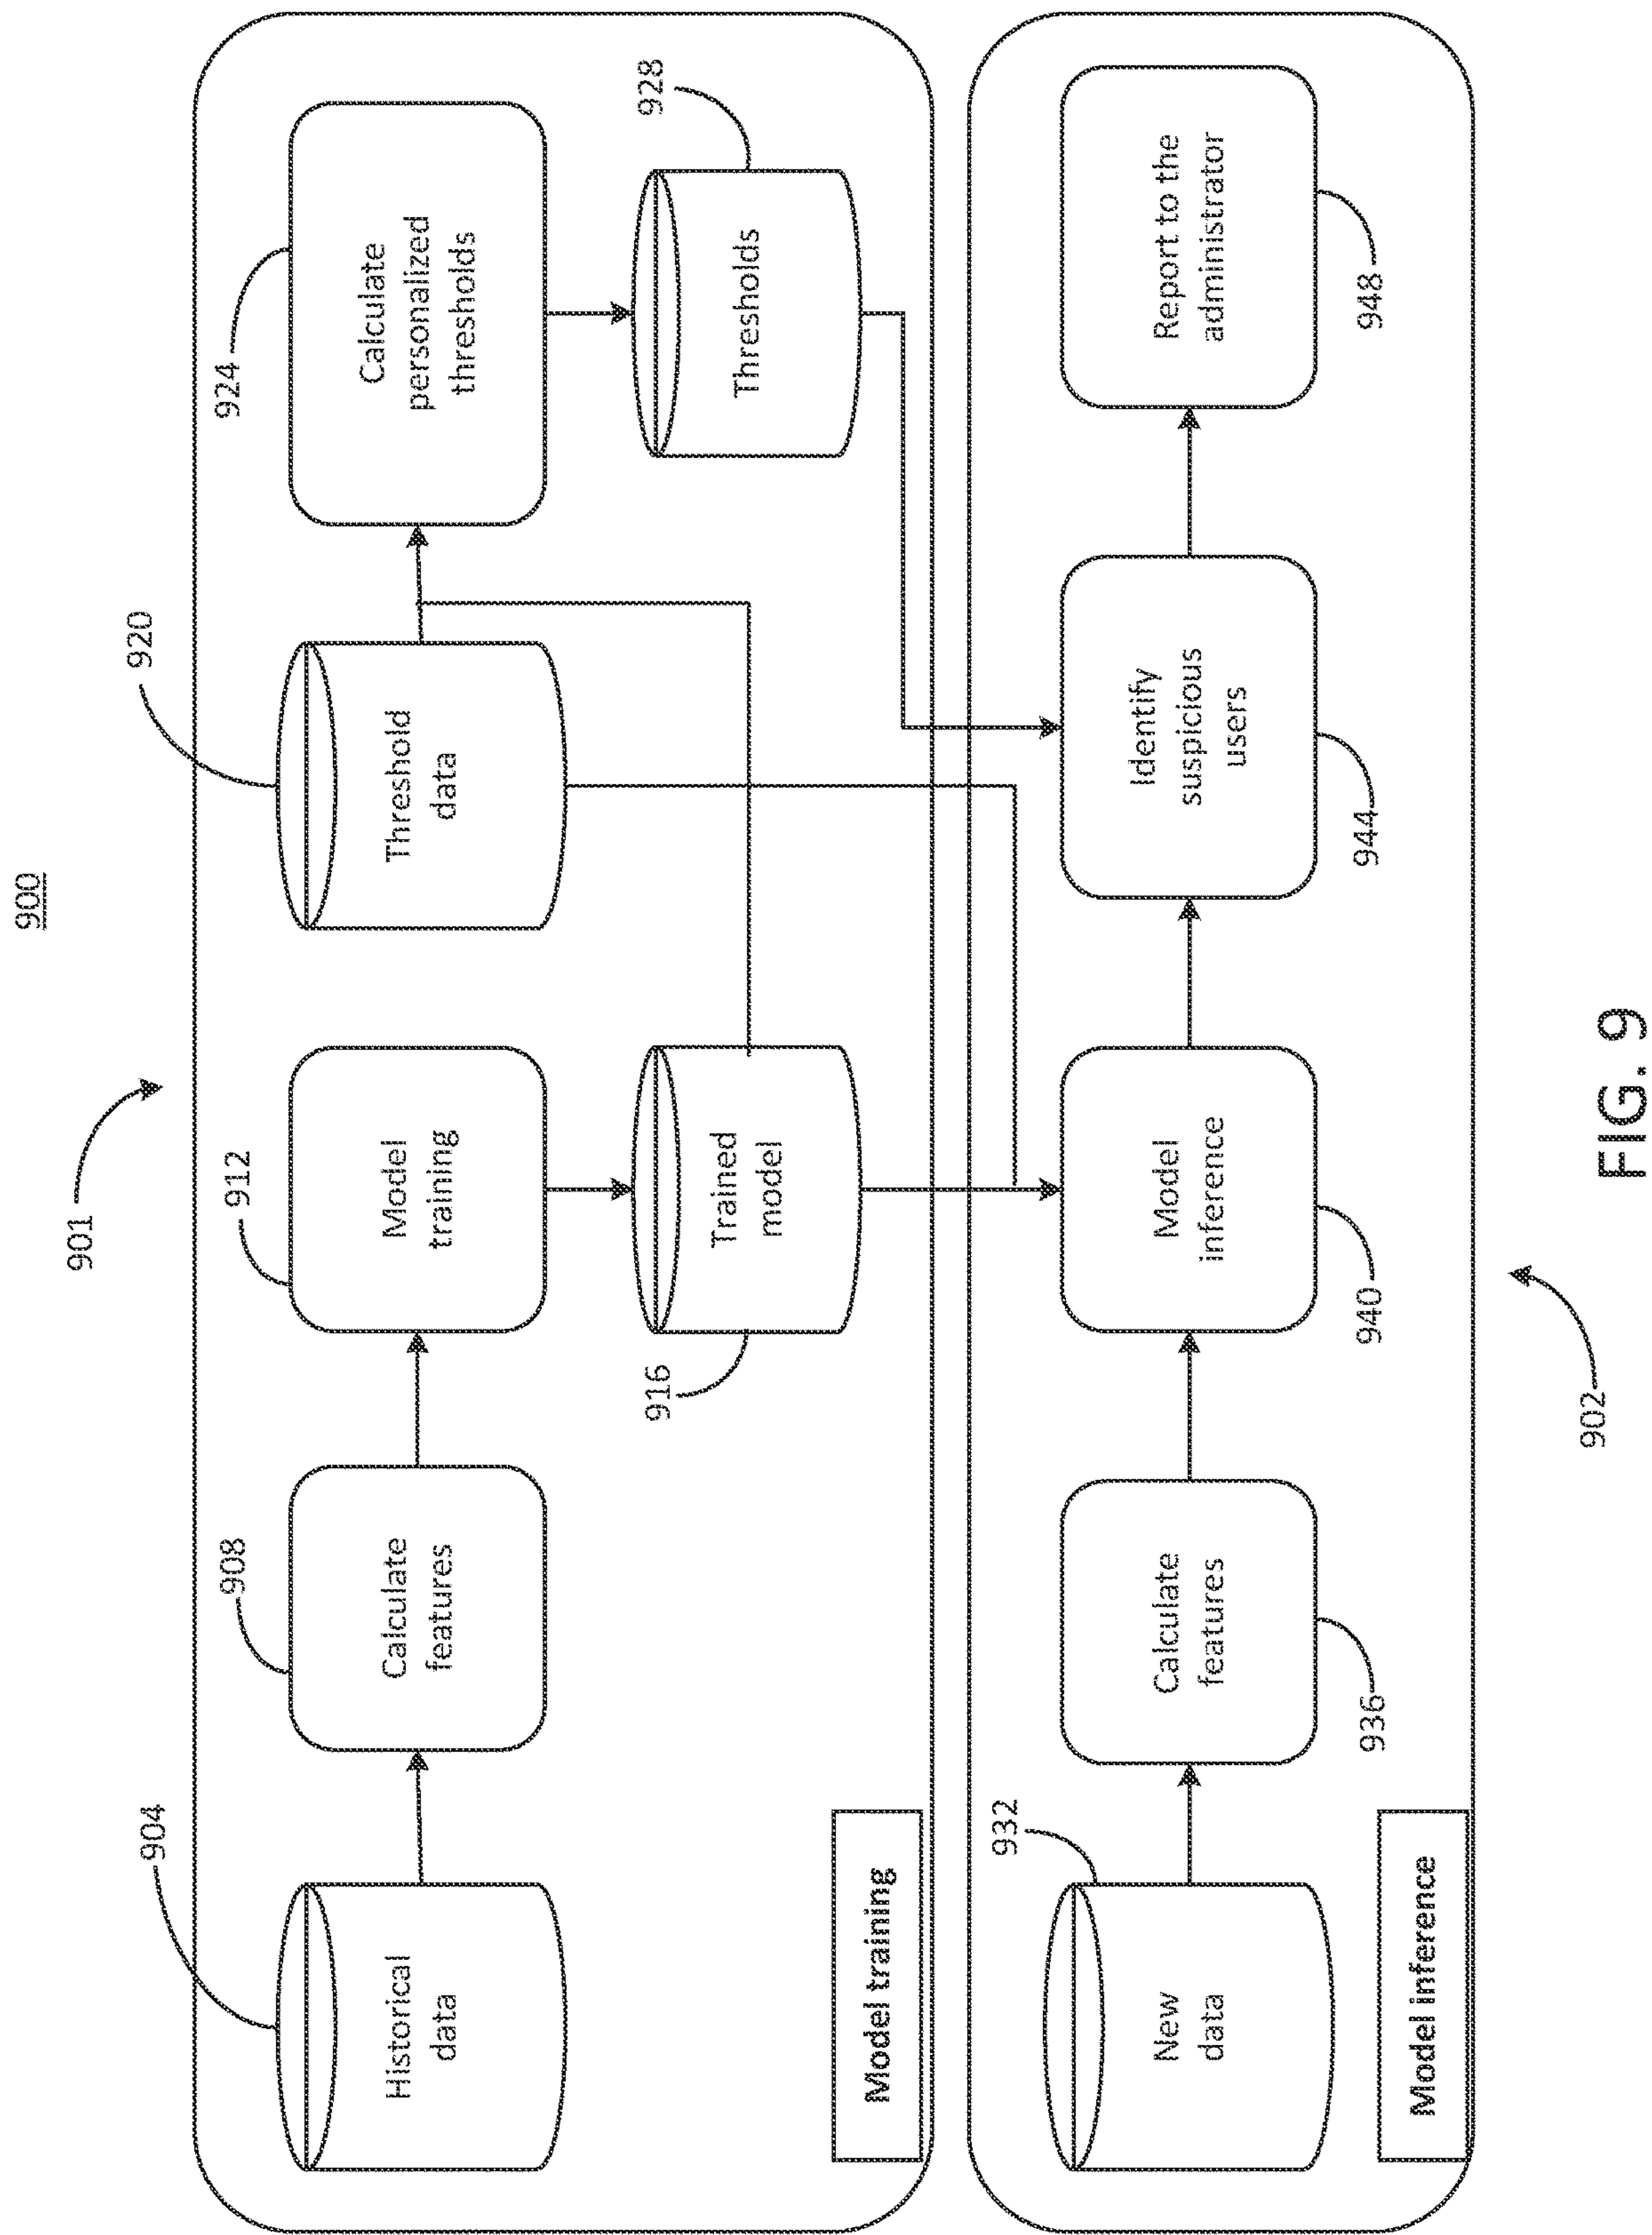 900
901
904
908
912
920
924
Historical
data
Calculate
features
Model
training
Threshold
data
Calculate
personalized
thresholds
916
Trained
model
928
Thresholds
Model training
932
New
data
Calculate
features
Model
inference
Identify
suspicious
users
Report to the
administrator
936
940
944
948
Model inference
902
FIG. 9